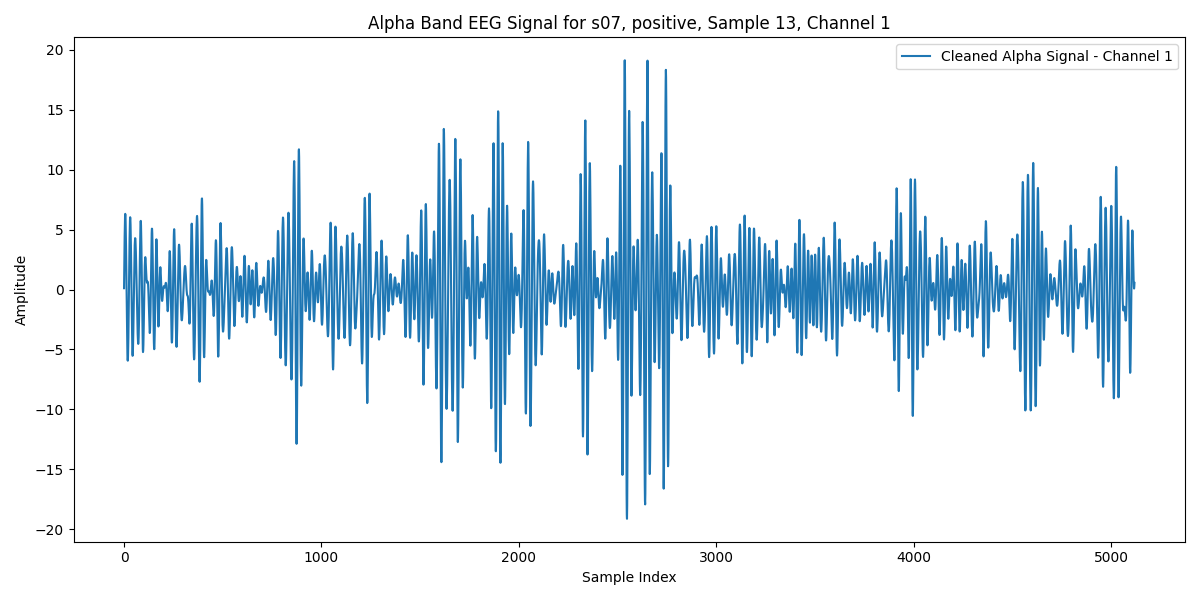 Alpha Band EEG Signal for s07, positive, Sample 13, Channel 1
Cleaned Alpha Signal - Channel 1
20
15
10
5
0
−5
−10
−15
−20
Amplitude
0 1000 2000 3000 4000 5000
Sample Index